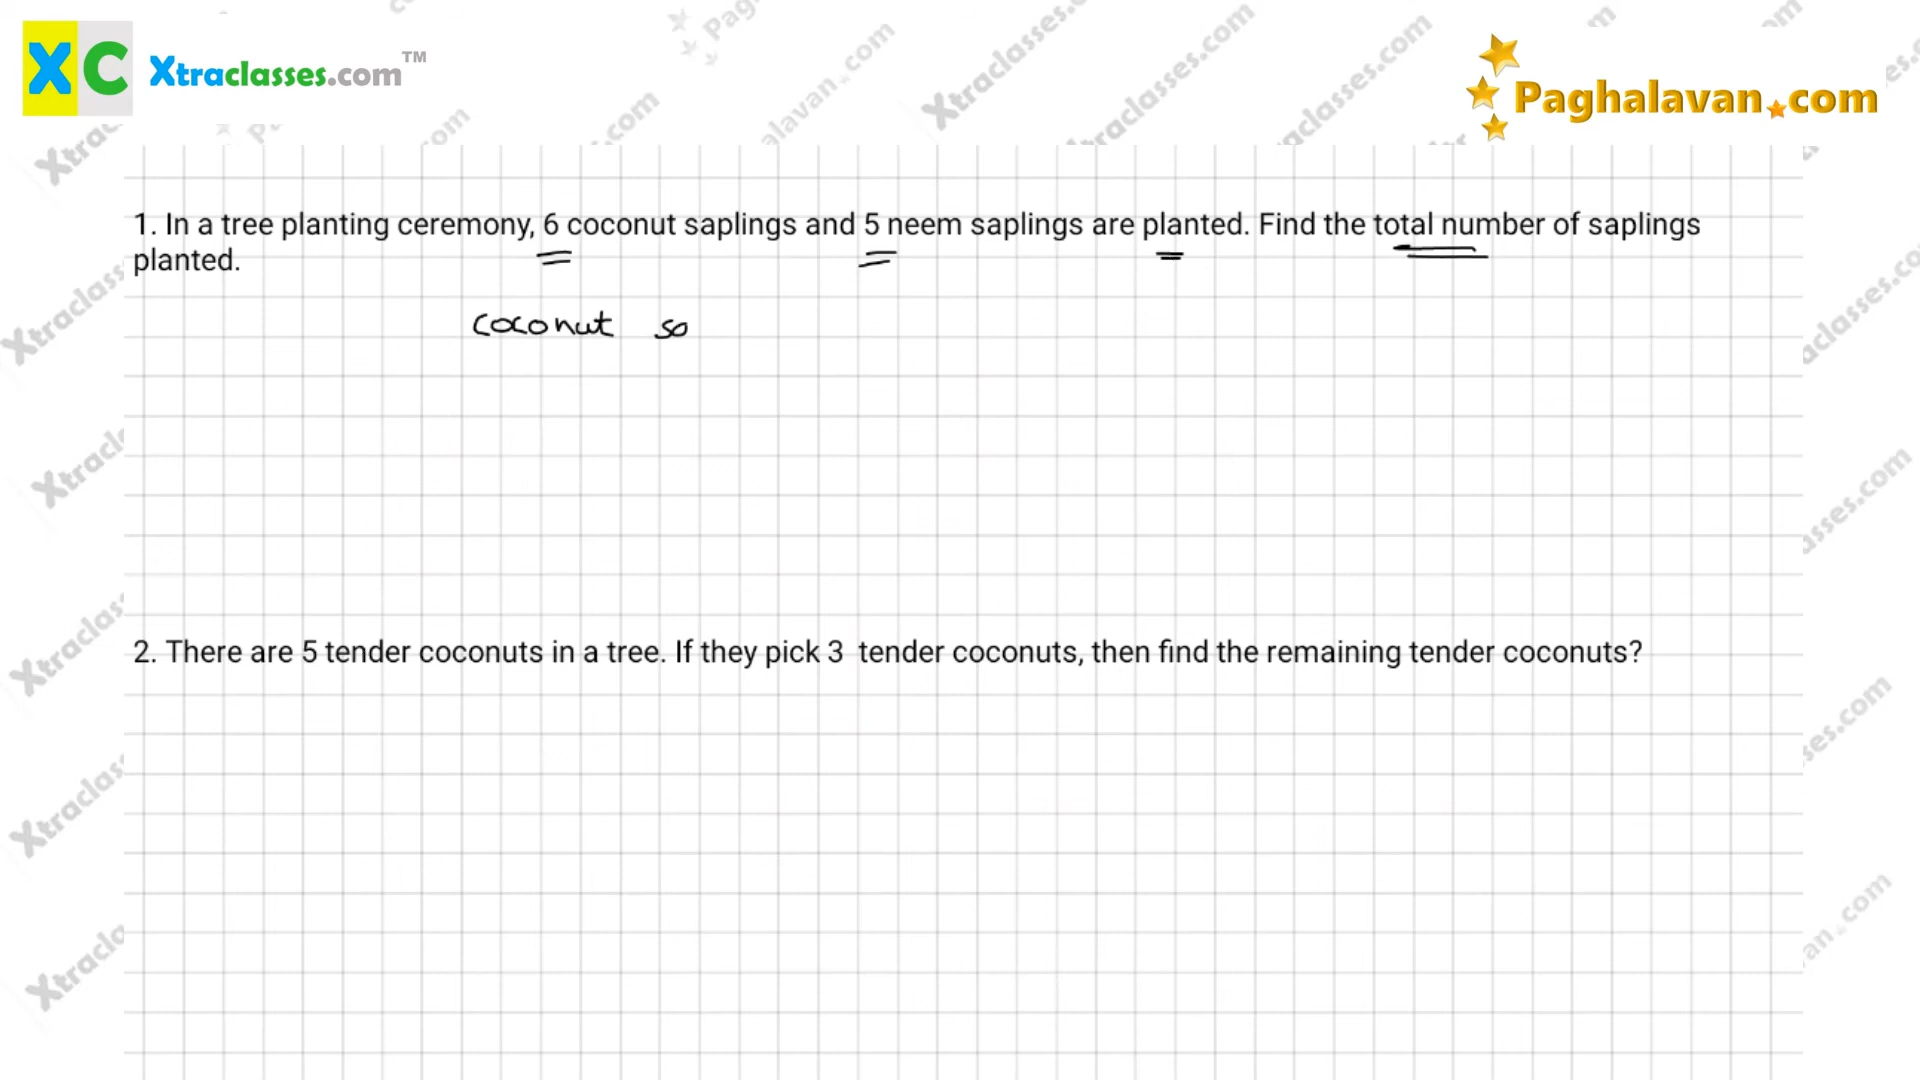 XC Xtraclasses.com™
Paghalavan.com
1. In a tree planting ceremony, 6 coconut saplings and 5 neem saplings are planted. Find the total number of saplings
planted.
coconut sa
2. There are 5 tender coconuts in a tree. If they pick 3 tender coconuts, then find the remaining tender coconuts?